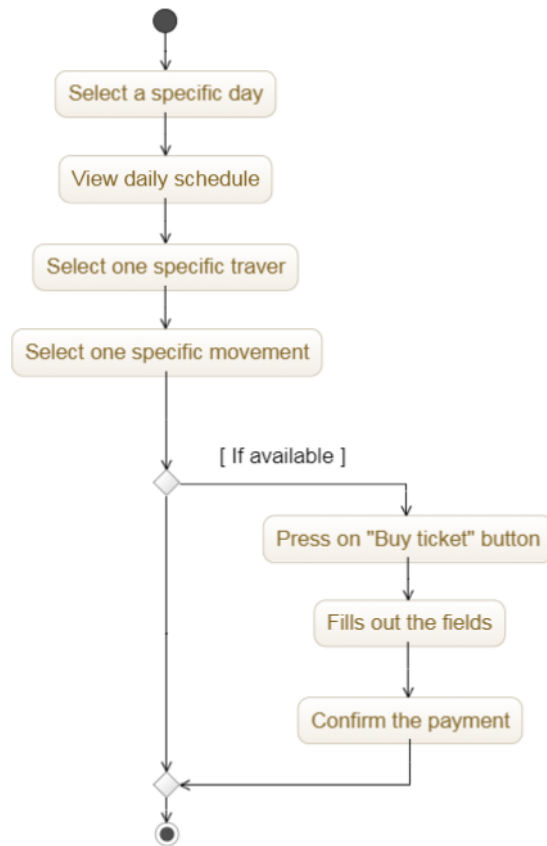 Select a specific day
View daily schedule
Select one specific traver
Select one specific movement
[ If available ]
Press on "Buy ticket" button
Fills out the fields
Confirm the payment